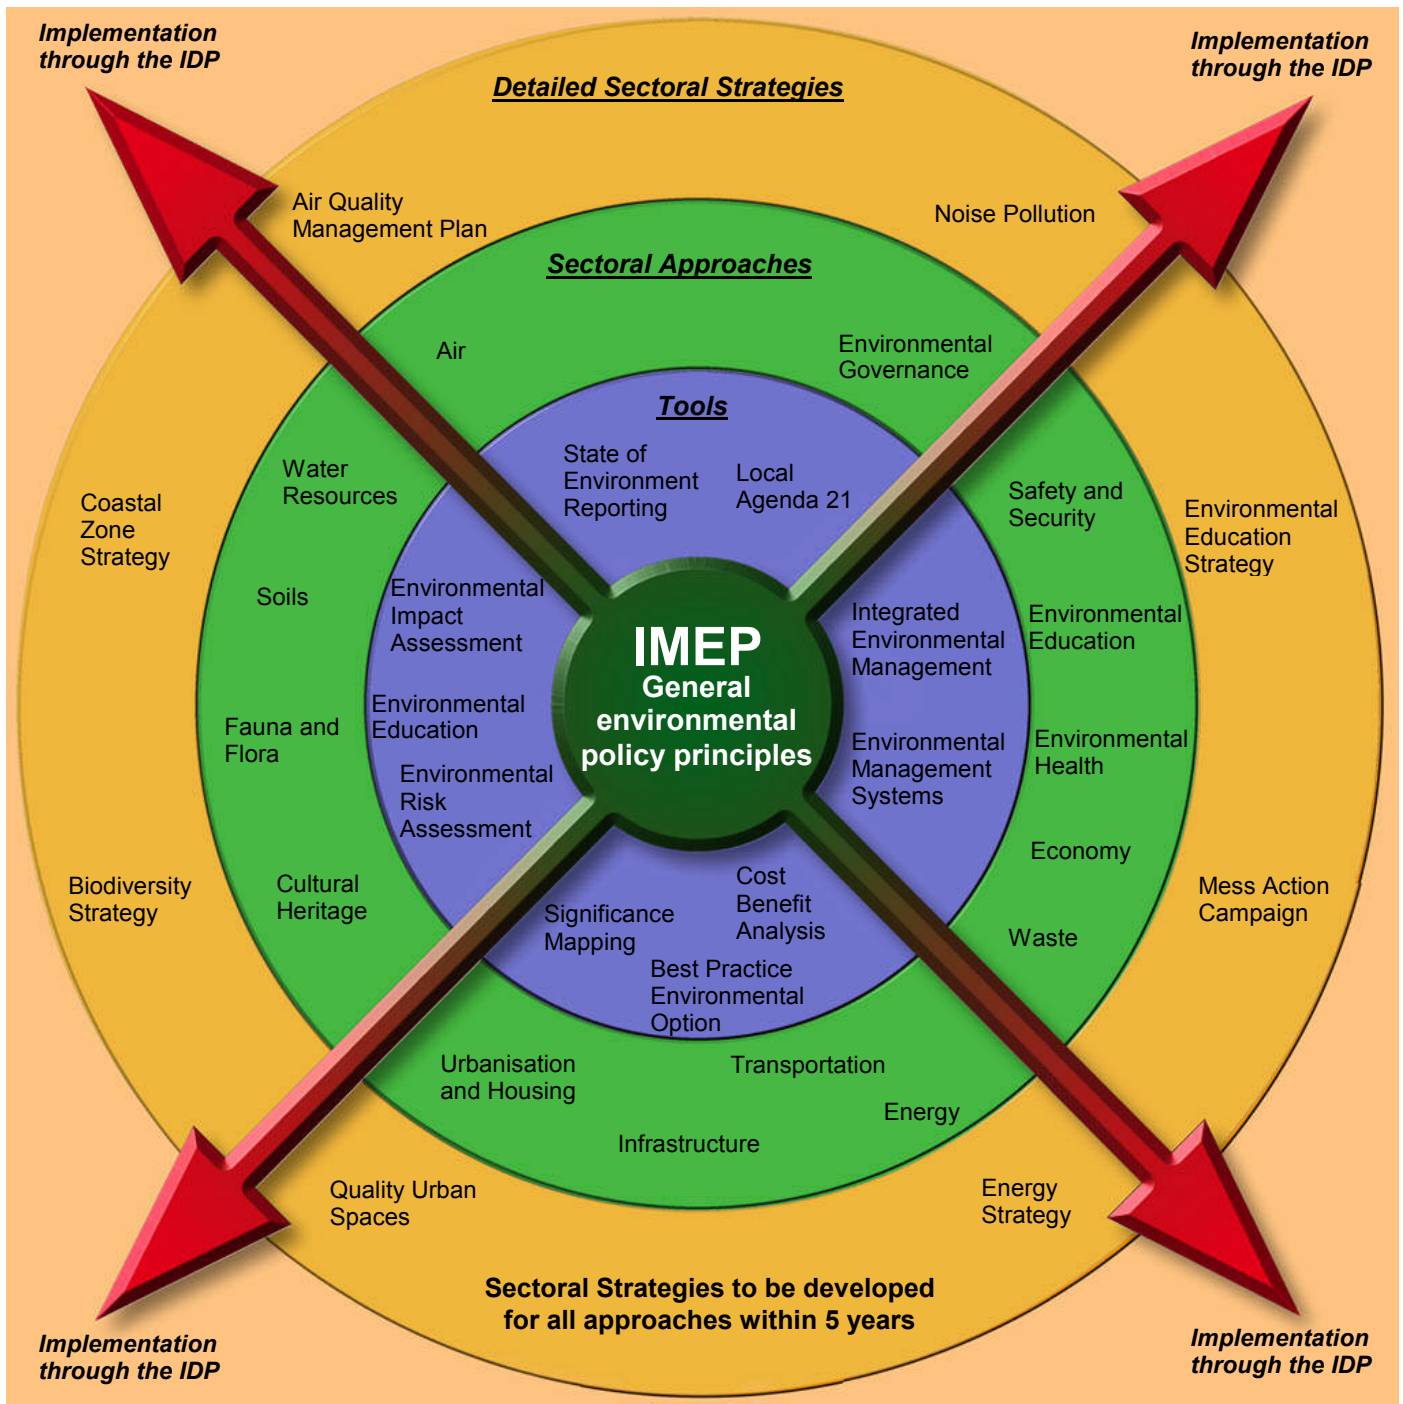 Implementation
through the IDP
Implementation
through the IDP
Detailed Sectoral Strategies
Air Quality
Management Plan
Noise Pollution
Sectoral Approaches
Air
Environmental
Governance
Tools
State of
Environment
Reporting
Local
Agenda 21
Water
Resources
Safety and
Security
Coastal
Zone
Strategy
Environmental
Education
Strategy
Soils
Environmental
Impact
Assessment
Integrated
Environmental
Management
Environmental
Education
IMEP
General
environmental
policy principles
Fauna and
Flora
Environmental
Education
Environmental
Management
Systems
Environmental
Health
Environmental
Risk
Assessment
Economy
Biodiversity
Strategy
Cultural
Heritage
Significance
Mapping
Cost
Benefit
Analysis
Waste
Mess Action
Campaign
Best Practice
Environmental
Option
Urbanisation
and Housing
Transportation
Energy
Infrastructure
Quality Urban
Spaces
Energy
Strategy
Sectoral Strategies to be developed
for all approaches within 5 years
Implementation
through the IDP
Implementation
through the IDP